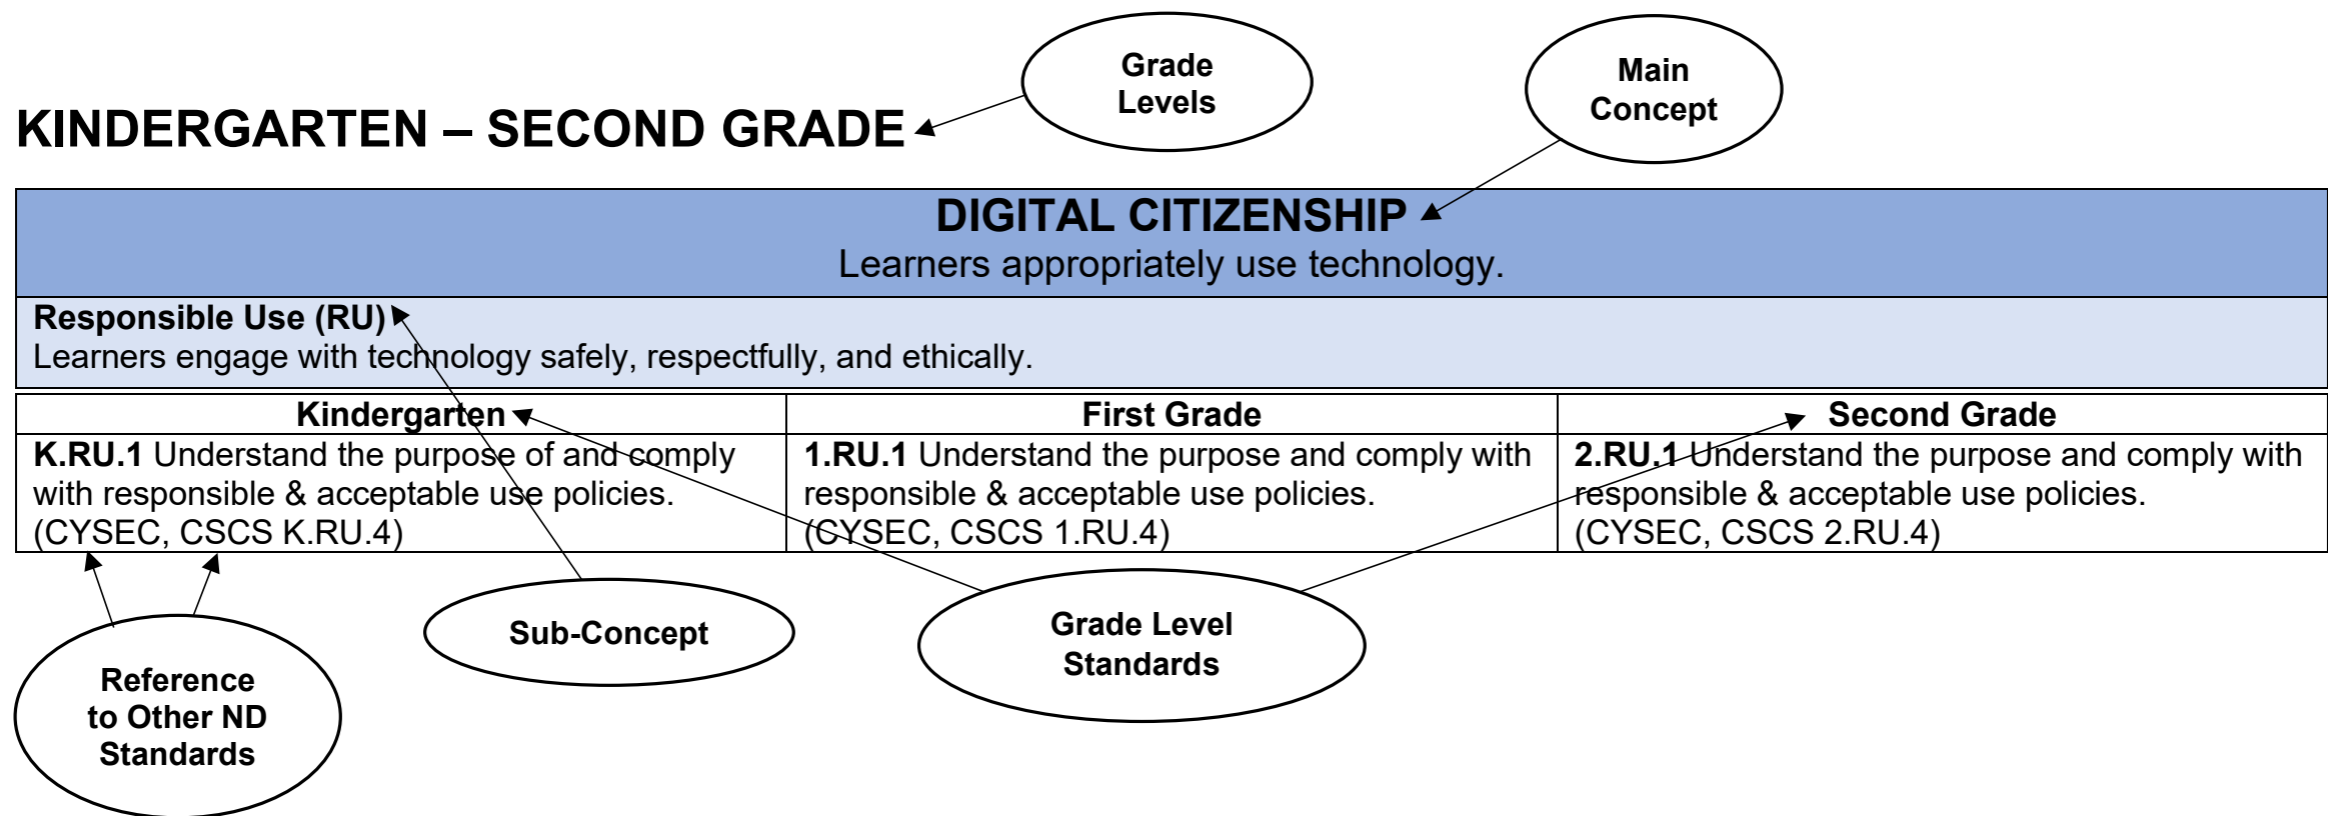 Grade
Levels
Main
Concept
KINDERGARTEN – SECOND GRADE
DIGITAL CITIZENSHIP
Learners appropriately use technology.
Responsible Use (RU)
Learners engage with technology safely, respectfully, and ethically.
Kindergarten
First Grade
Second Grade
K.RU.1 Understand the purpose of and comply
with responsible & acceptable use policies.
(CYSEC, CSCS K.RU.4)
1.RU.1 Understand the purpose and comply with
responsible & acceptable use policies.
(CYSEC, CSCS 1.RU.4)
2.RU.1 Understand the purpose and comply with
responsible & acceptable use policies.
(CYSEC, CSCS 2.RU.4)
Sub-Concept
Grade Level
Standards
Reference
to Other ND
Standards